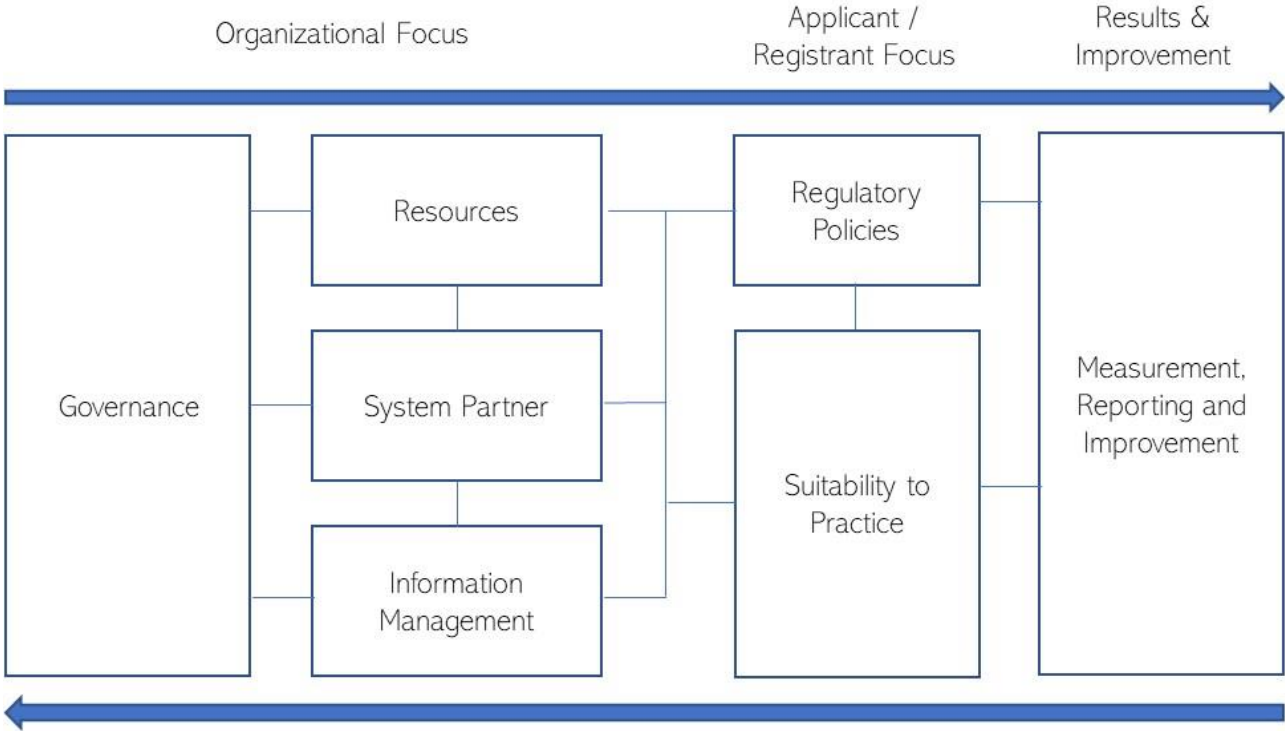 Organizational Focus
Applicant /
Registrant Focus
Results &
Improvement
Governance
Resources
System Partner
Information
Management
Regulatory
Policies
Suitability to
Practice
Measurement,
Reporting and
Improvement